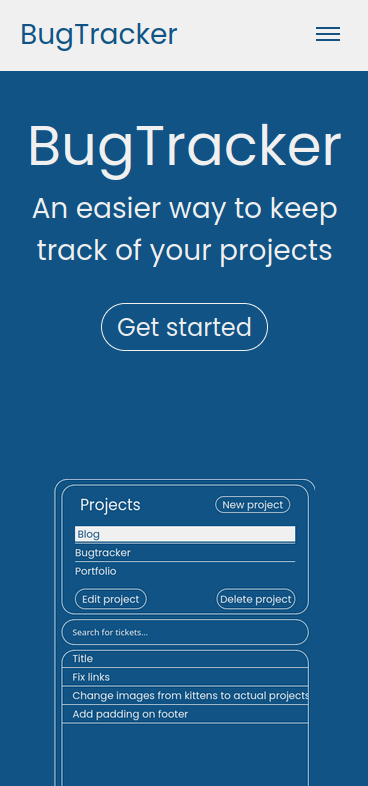 BugTracker
BugTracker
An easier way to keep
track of your projects
Get started
Projects
New project
Blog
Bugtracker
Portfolio
Edit project
Delete project
Search for tickets...
Title
Fix links
Change images from kittens to actual projects
Add padding on footer